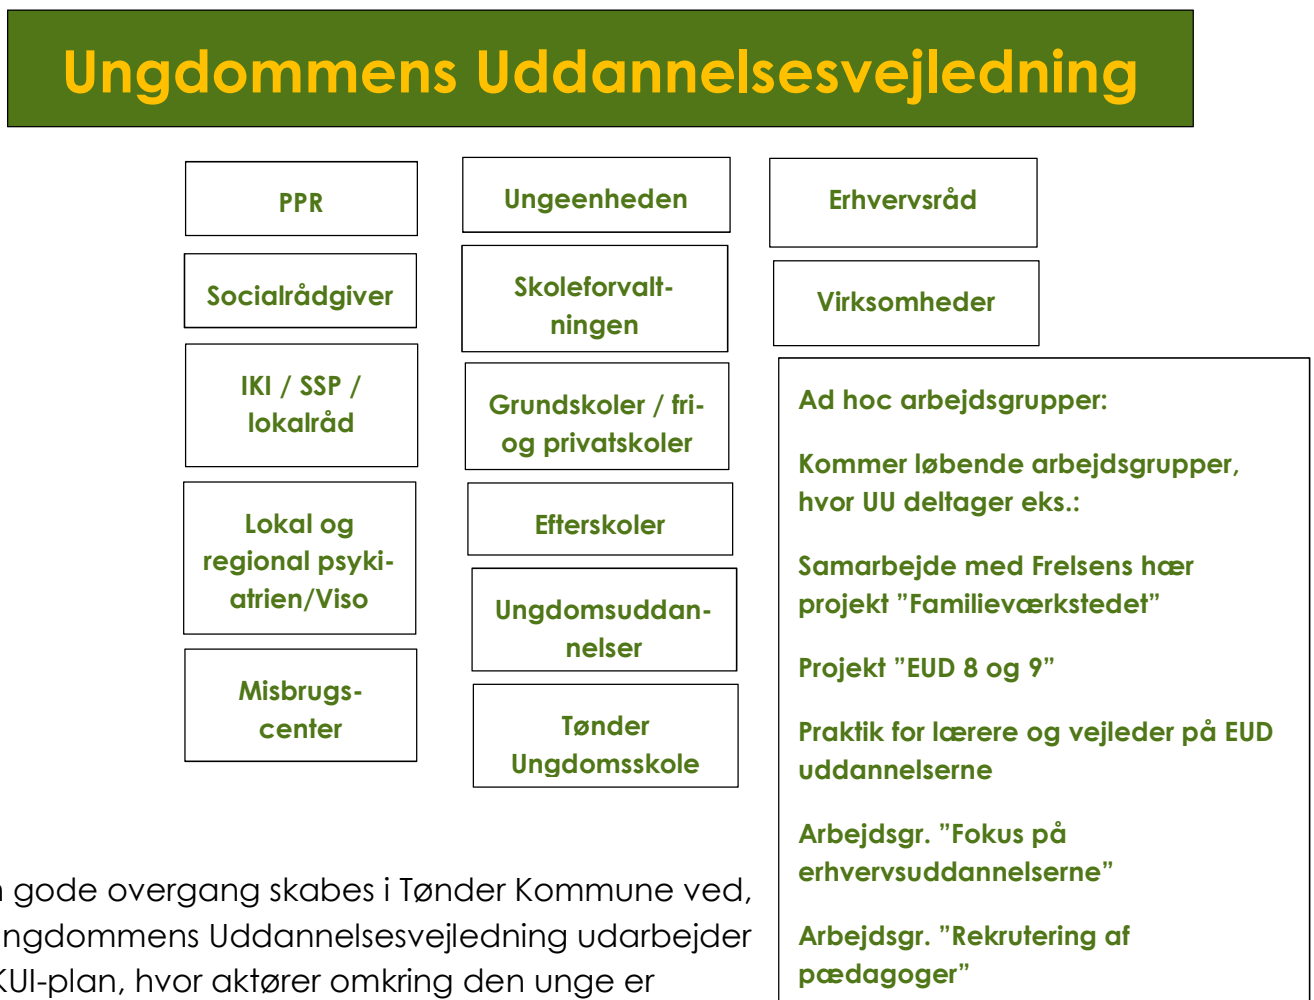 Ungdommens Uddannelsesvejledning
PPR
Socialrådgiver
IKI / SSP /
lokalråd
Lokal og
regional psyki-
atrien/Viso
Misbrugs-
center
Ungeenheden
Skoleforvalt-
ningen
Grundskoler / fri-
og privatskoler
Efterskoler
Ungdomsuddan-
nelser
Tønder
Ungdomsskole
Erhvervsråd
Virksomheder
Ad hoc arbejdsgrupper:
Kommer løbende arbejdsgrupper,
hvor UU deltager eks.:
Samarbejde med Frelsens hær
projekt ”Familieværkstedet”
Projekt ”EUD 8 og 9”
Praktik for lærere og vejleder på EUD
uddannelserne
Arbejdsgr. ”Fokus på
erhvervsuddannelserne”
Arbejdsgr. ”Rekrutering af
pædagoger”
gode overgang skabes i Tønder Kommune ved,
ngdommens Uddannelsesvejledning udarbejder
KUI-plan, hvor aktører omkring den unge er